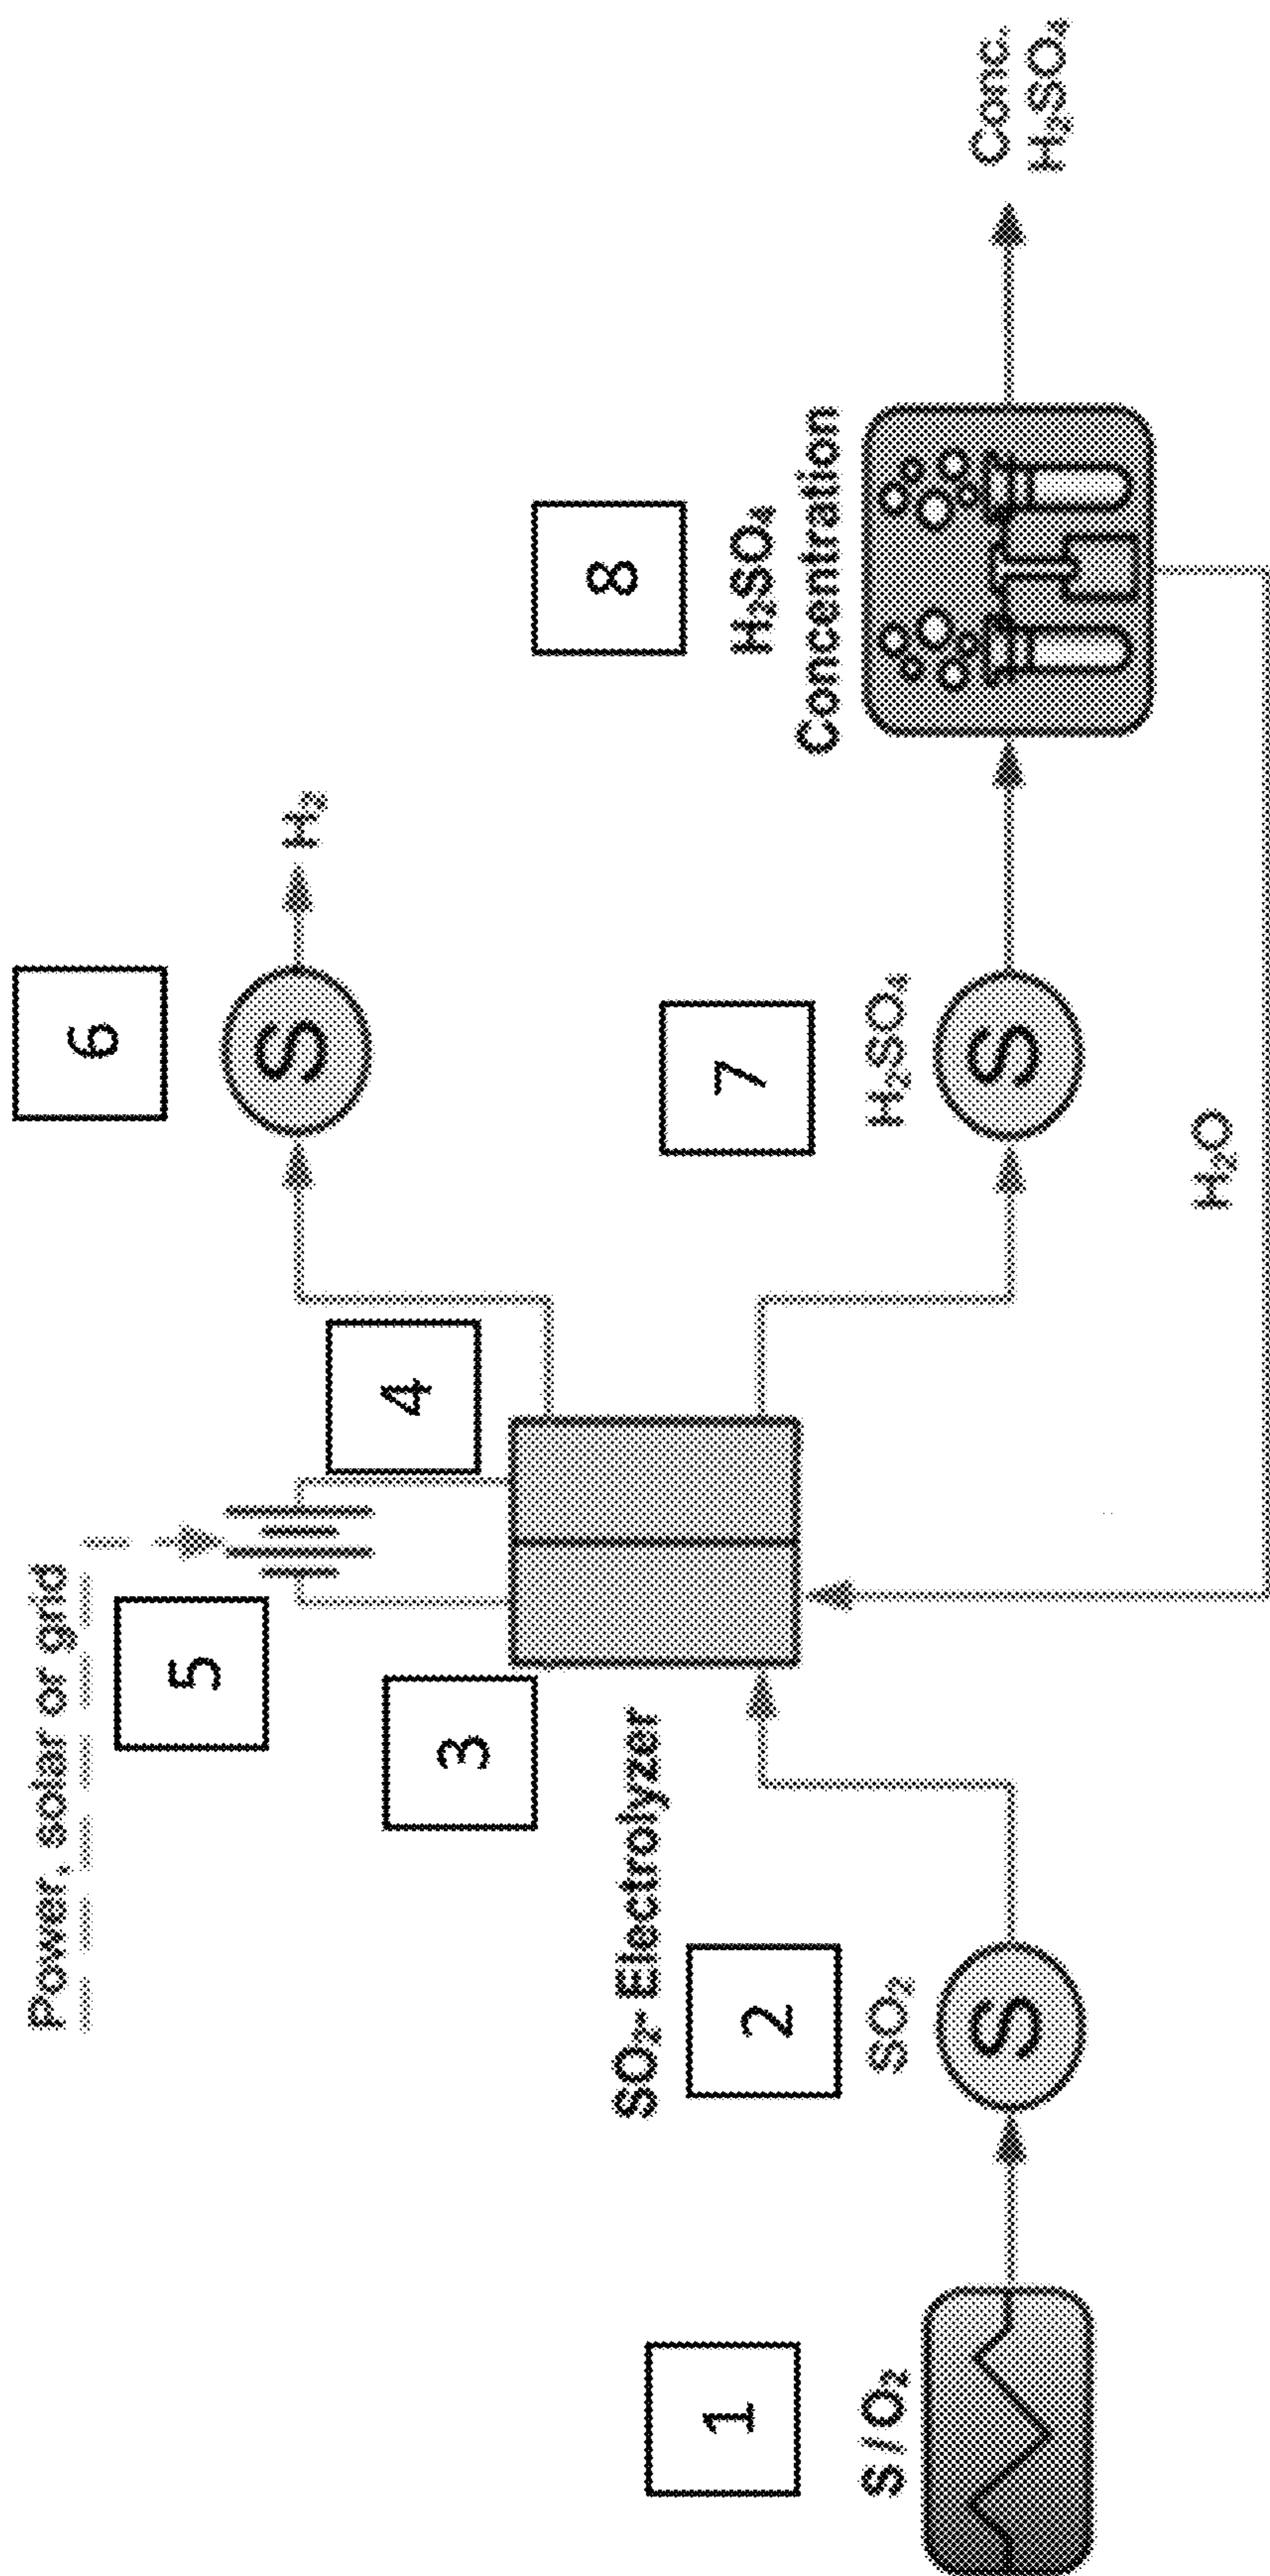 Power, solar or grid
5
4
6
S
H₂
3
SO₂- Electrolyzer
1
S / O₂
2
SO₂
S
7
H₂SO₄
S
8
H₂SO₄
Concentration
Conc.
H₂SO₄
H₂O